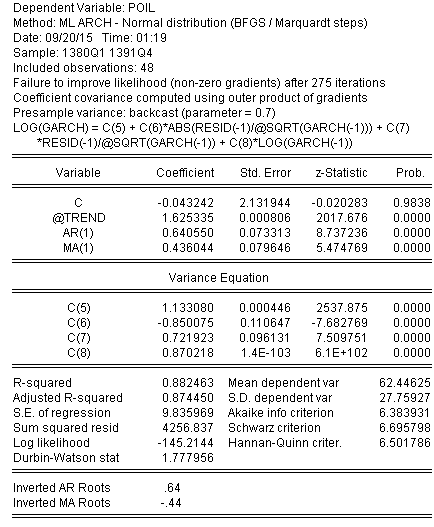 Dependent Variable: POIL
Method: ML ARCH - Normal distribution (BFGS / Marquardt steps)
Date: 09/20/15 Time: 01:19
Sample: 1380Q1 1391Q4
Included observations: 48
Failure to improve likelihood (non-zero gradients) after 275 iterations
Coefficient covariance computed using outer product of gradients
Presample variance: backcast (parameter = 0.7)
LOG(GARCH) = C(5) + C(6)*ABS(RESID(-1)/@SQRT(GARCH(-1))) + C(7)
*RESID(-1)/@SQRT(GARCH(-1)) + C(8)*LOG(GARCH(-1))
Variable Coefficient Std. Error z-Statistic Prob.
C -0.043242 2.131944 -0.020283 0.9838
@TREND 1.625335 0.000806 2017.676 0.0000
AR(1) 0.640550 0.073313 8.737236 0.0000
MA(1) 0.436044 0.079646 5.474769 0.0000
Variance Equation
C(5) 1.133080 0.000446 2537.875 0.0000
C(6) -0.850075 0.110647 -7.682769 0.0000
C(7) 0.721923 0.096131 7.509751 0.0000
C(8) 0.870218 1.4E-103 6.1E+102 0.0000
R-squared 0.882463 Mean dependent var 62.44625
Adjusted R-squared 0.874450 S.D. dependent var 27.75927
S.E. of regression 9.835969 Akaike info criterion 6.383931
Sum squared resid 4256.837 Schwarz criterion 6.695798
Log likelihood -145.2144 Hannan-Quinn criter. 6.501786
Durbin-Watson stat 1.777956
Inverted AR Roots .64
Inverted MA Roots -.44